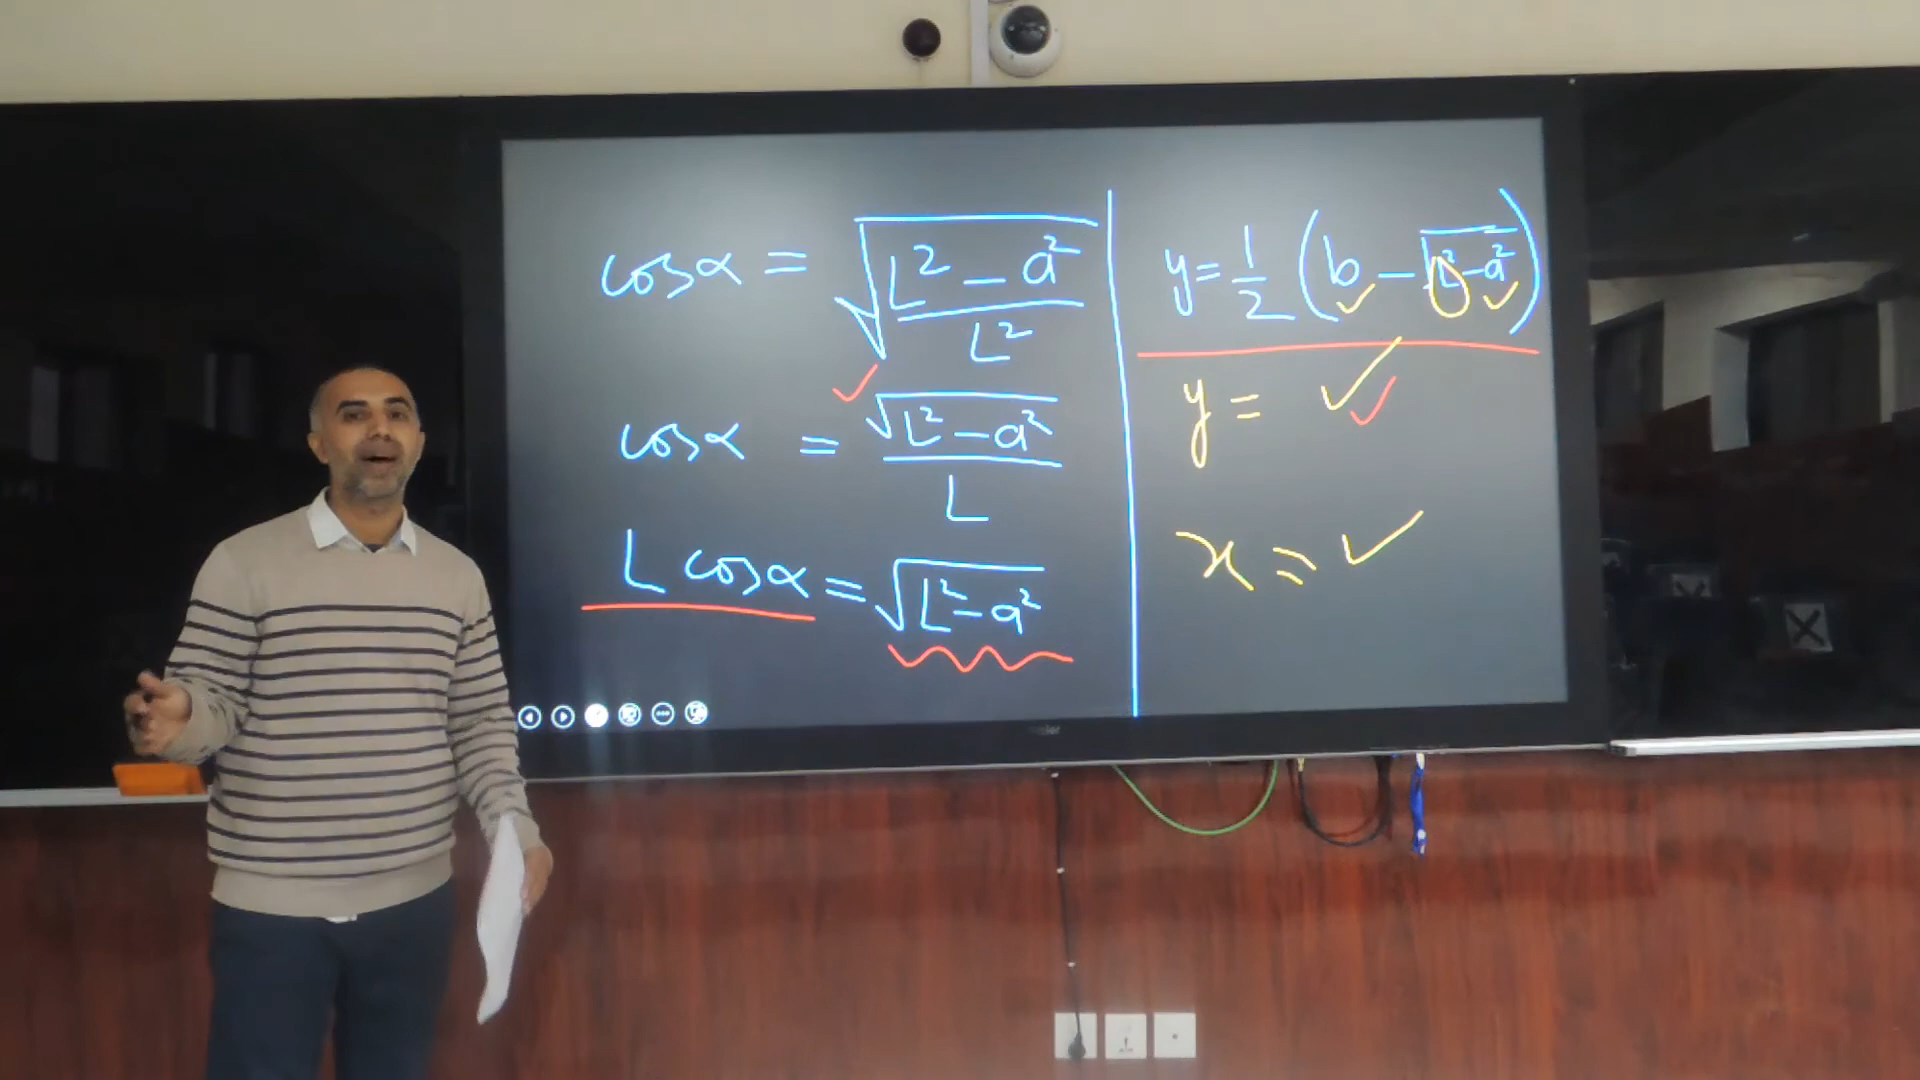 cosα = √((L² - a²)/L²)
✓
cosα = √(L² - a²)/L
L cosα = √(L² - a²)
y = 1/2 (b - √(L² - a²))
y = ✓✓
x = ✓